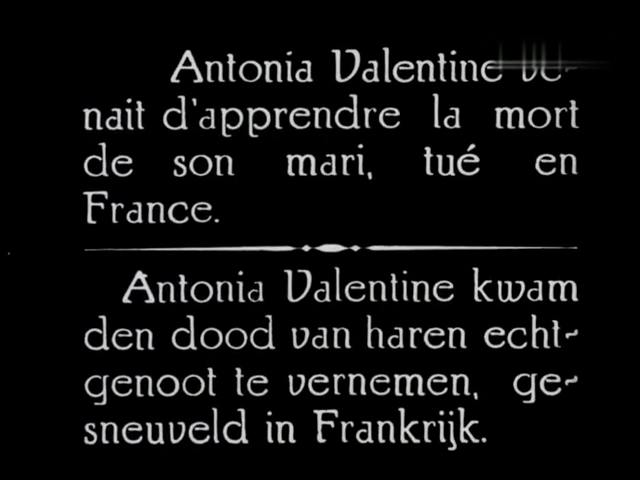 Antonia Valentine ve-
nait d'apprendre la mort
de son mari, tué en
France.
Antonia Valentine kwam
den dood van haren echt-
genoot te vernemen, ge-
sneuveld in Frankrijk.